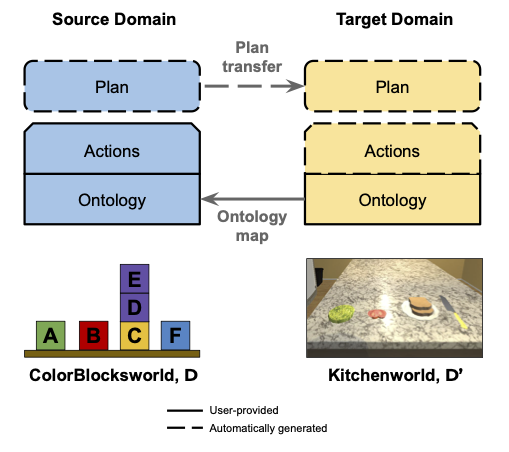 Source Domain
Target Domain
Plan
transfer
Plan
Plan
Actions
Actions
Ontology
Ontology
Ontology
map
E
D
A
B
C
F
ColorBlocksworld, D
Kitchenworld, D’
User-provided
Automatically generated